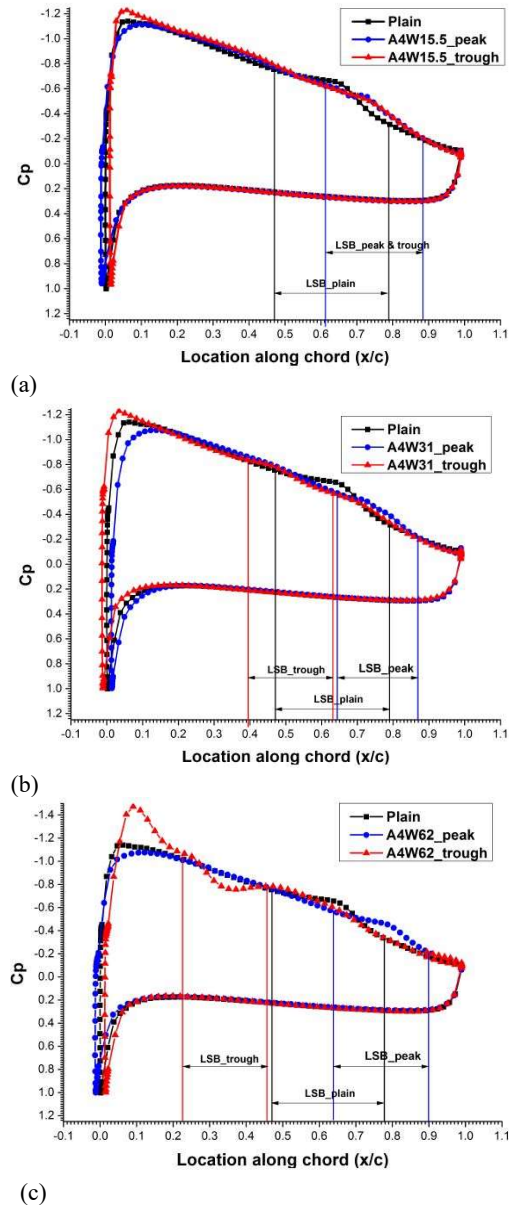 -1.2
-1.0
-0.8
-0.6
-0.4
-0.2
0.0
0.2
0.4
0.6
0.8
1.0
Cp
Plain
A4W15.5_peak
A4W15.5_trough
LSB_peak & trough
LSB_plain
-0.1 0.0 0.1 0.2 0.3 0.4 0.5 0.6 0.7 0.8 0.9 1.0 1.1
Location along chord (x/c)
(a)
-1.2
-1.0
-0.8
-0.6
-0.4
-0.2
0.0
0.2
0.4
0.6
0.8
1.0
1.2
Cp
Plain
A4W31_peak
A4W31_trough
LSB_trough LSB_peak
LSB_plain
-0.1 0.0 0.1 0.2 0.3 0.4 0.5 0.6 0.7 0.8 0.9 1.0 1.1
Location along chord (x/c)
(b)
-1.4
-1.2
-1.0
-0.8
-0.6
-0.4
-0.2
0.0
0.2
0.4
0.6
0.8
1.0
1.2
Cp
Plain
A4W62_peak
A4W62_trough
LSB_trough LSB_peak
LSB_plain
-0.1 0.0 0.1 0.2 0.3 0.4 0.5 0.6 0.7 0.8 0.9 1.0 1.1
Location along chord (x/c)
(c)